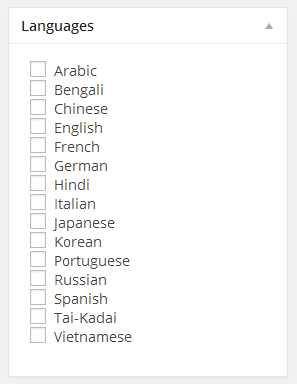 Languages
Arabic
Bengali
Chinese
English
French
German
Hindi
Italian
Japanese
Korean
Portuguese
Russian
Spanish
Tai-Kadai
Vietnamese